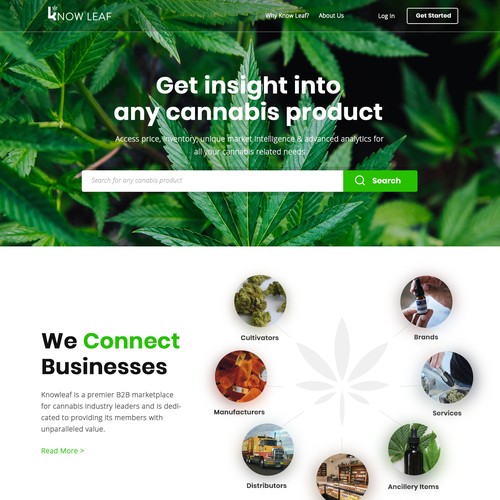 KNOW LEAF
Why Know Leaf?
About Us
Log In
Get Started
Get insight into
any cannabis product
Access price, inventory, unique market intelligence & advanced analytics for
all your cannabis related needs
Search for any canabis product
Search
We Connect
Businesses
Knowleaf is a premier B2B marketplace
for cannabis industry leaders and is dedi-
cated to providing its members with
unparalleled value.
Read More >
Cultivators
Brands
Manufacturers
Services
Distributors
Ancillery Items